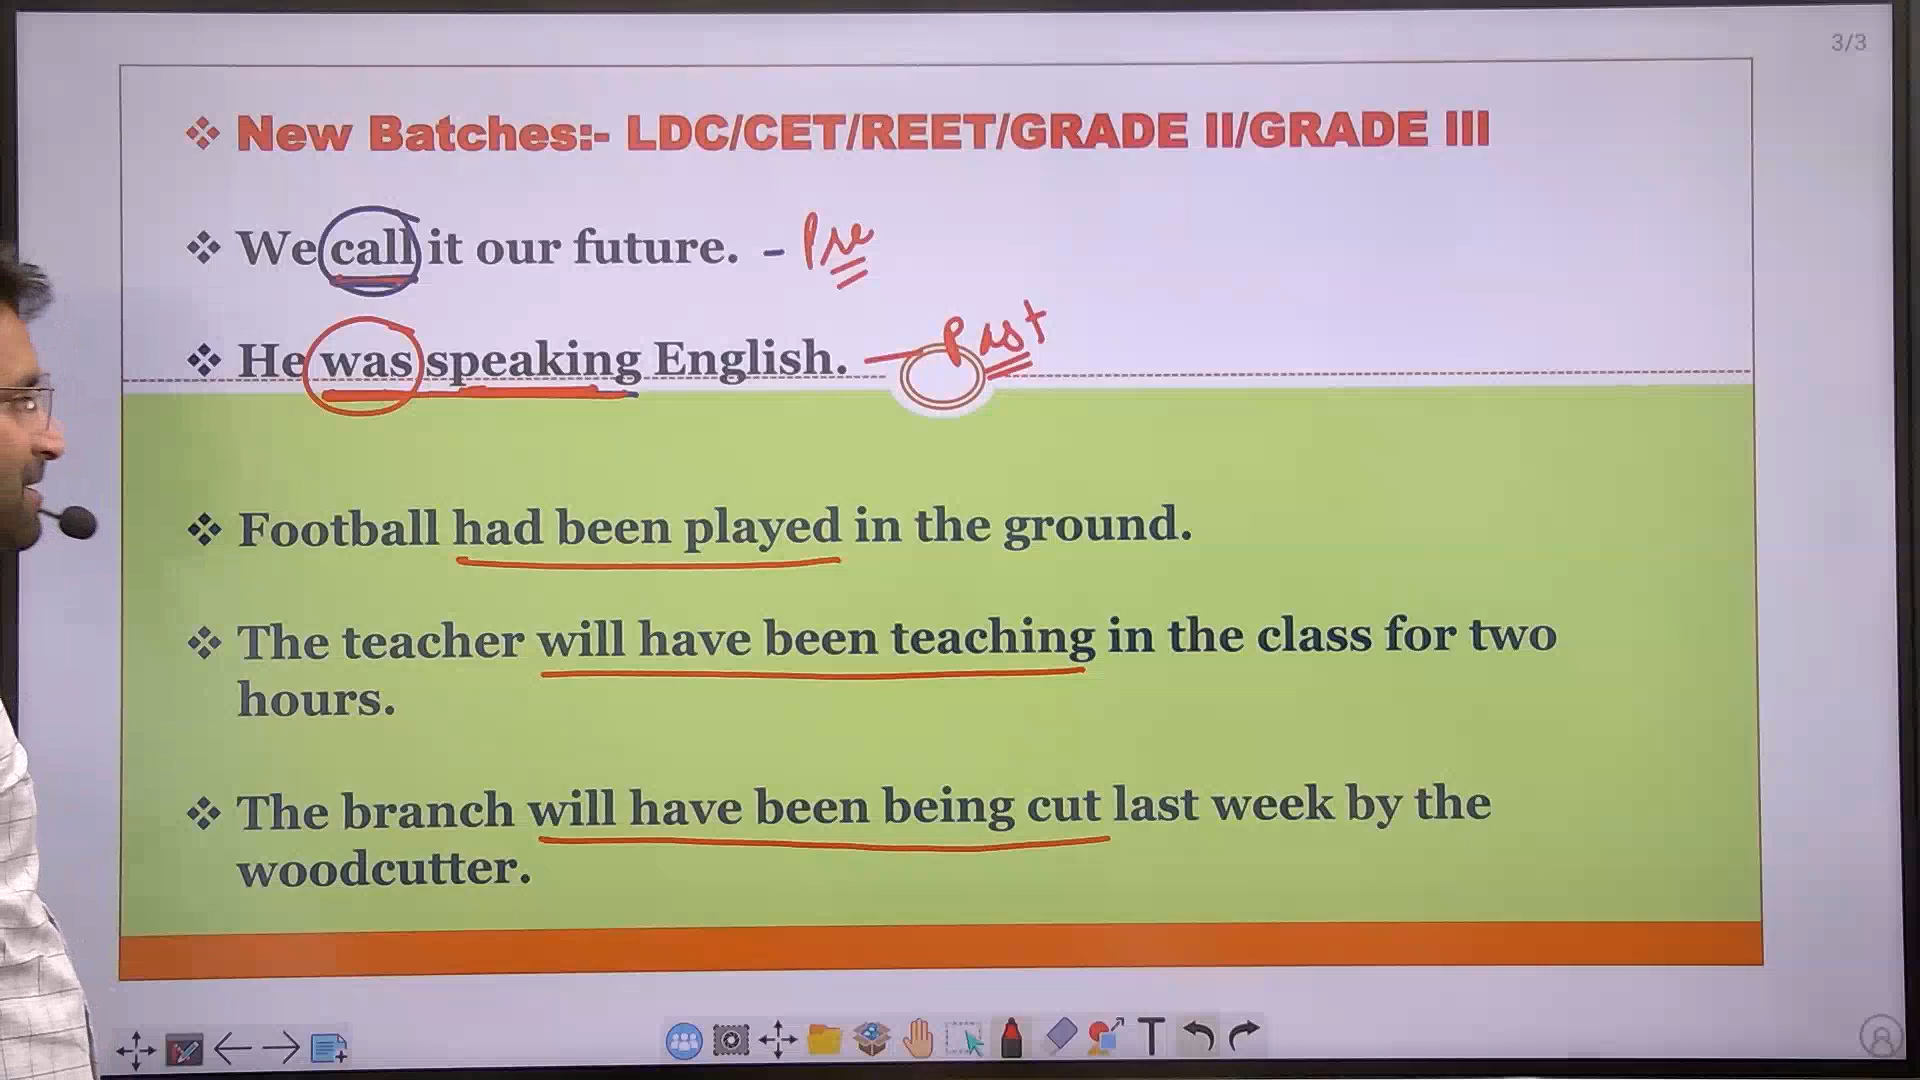 3/3
New Batches:- LDC/CET/REET/GRADE II/GRADE III
We call it our future. - Pre
He was speaking English. - Past
Football had been played in the ground.
The teacher will have been teaching in the class for two
hours.
The branch will have been being cut last week by the
woodcutter.